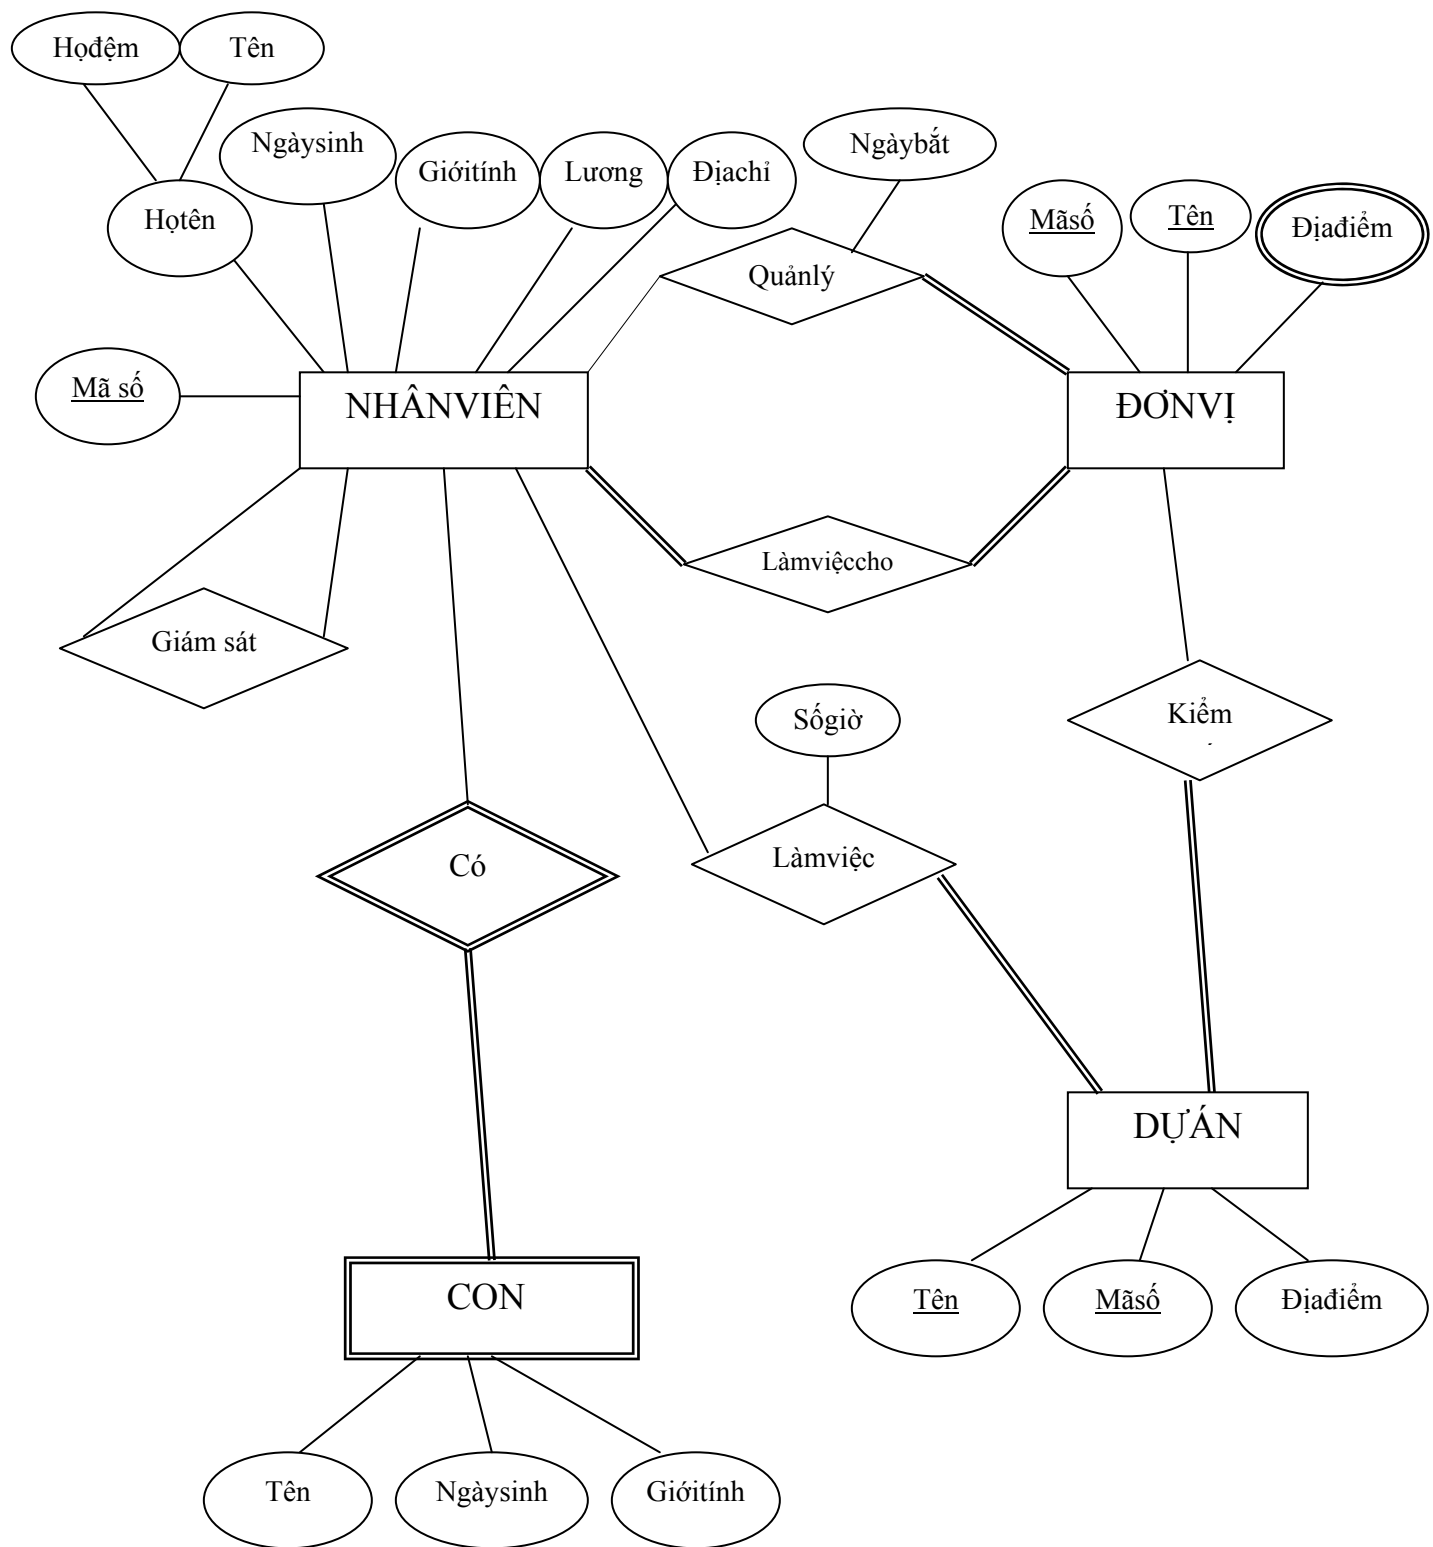 Họđệm
Tên
Ngàysinh
Giớitính
Lương
Địachỉ
Ngàybắt
Họtên
Mãsố
Tên
Địađiểm
Quảnlý
Mã số
NHÂNVIÊN
ĐƠNVỊ
Làmviệccho
Giám sát
Sốgiờ
Kiểm
Có
Làmviệc
DỰÁN
CON
Tên
Mãsố
Địađiểm
Tên
Ngàysinh
Giớitính